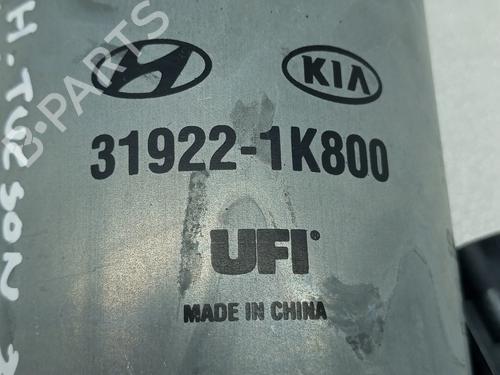 H. TUCSON
B-PARTS
KIA
31922-1K800
UFI®
MADE IN CHINA